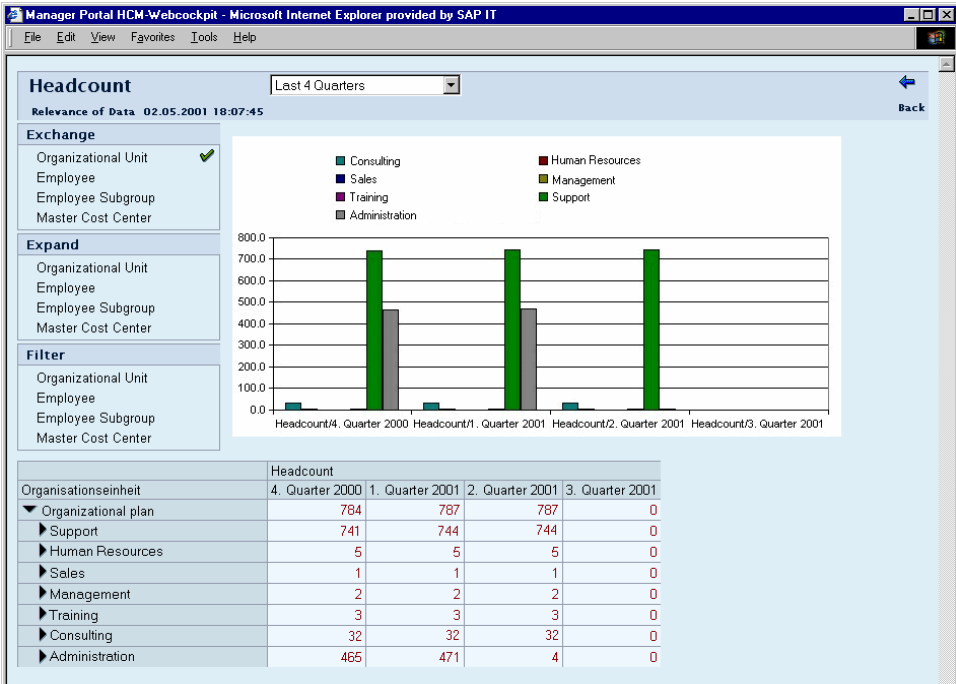 Manager Portal HCM-Webcockpit - Microsoft Internet Explorer provided by SAP IT
File Edit View Favorites Tools Help
Headcount Last 4 Quarters
Relevance of Data 02.05.2001 18:07:45 Back
Exchange
Organizational Unit
Employee
Employee Subgroup
Master Cost Center
Expand
Organizational Unit
Employee
Employee Subgroup
Master Cost Center
Filter
Organizational Unit
Employee
Employee Subgroup
Master Cost Center
Consulting Human Resources
Sales Management
Training Support
Administration
800.0
700.0
600.0
500.0
400.0
300.0
200.0
100.0
0.0
Headcount/4. Quarter 2000 Headcount/1. Quarter 2001 Headcount/2. Quarter 2001 Headcount/3. Quarter 2001
Headcount
Organisationseinheit 4. Quarter 2000 1. Quarter 2001 2. Quarter 2001 3. Quarter 2001
Organizational plan 784 787 787 0
Support 741 744 744 0
Human Resources 5 5 5 0
Sales 1 1 1 0
Management 2 2 2 0
Training 3 3 3 0
Consulting 32 32 32 0
Administration 465 471 4 0